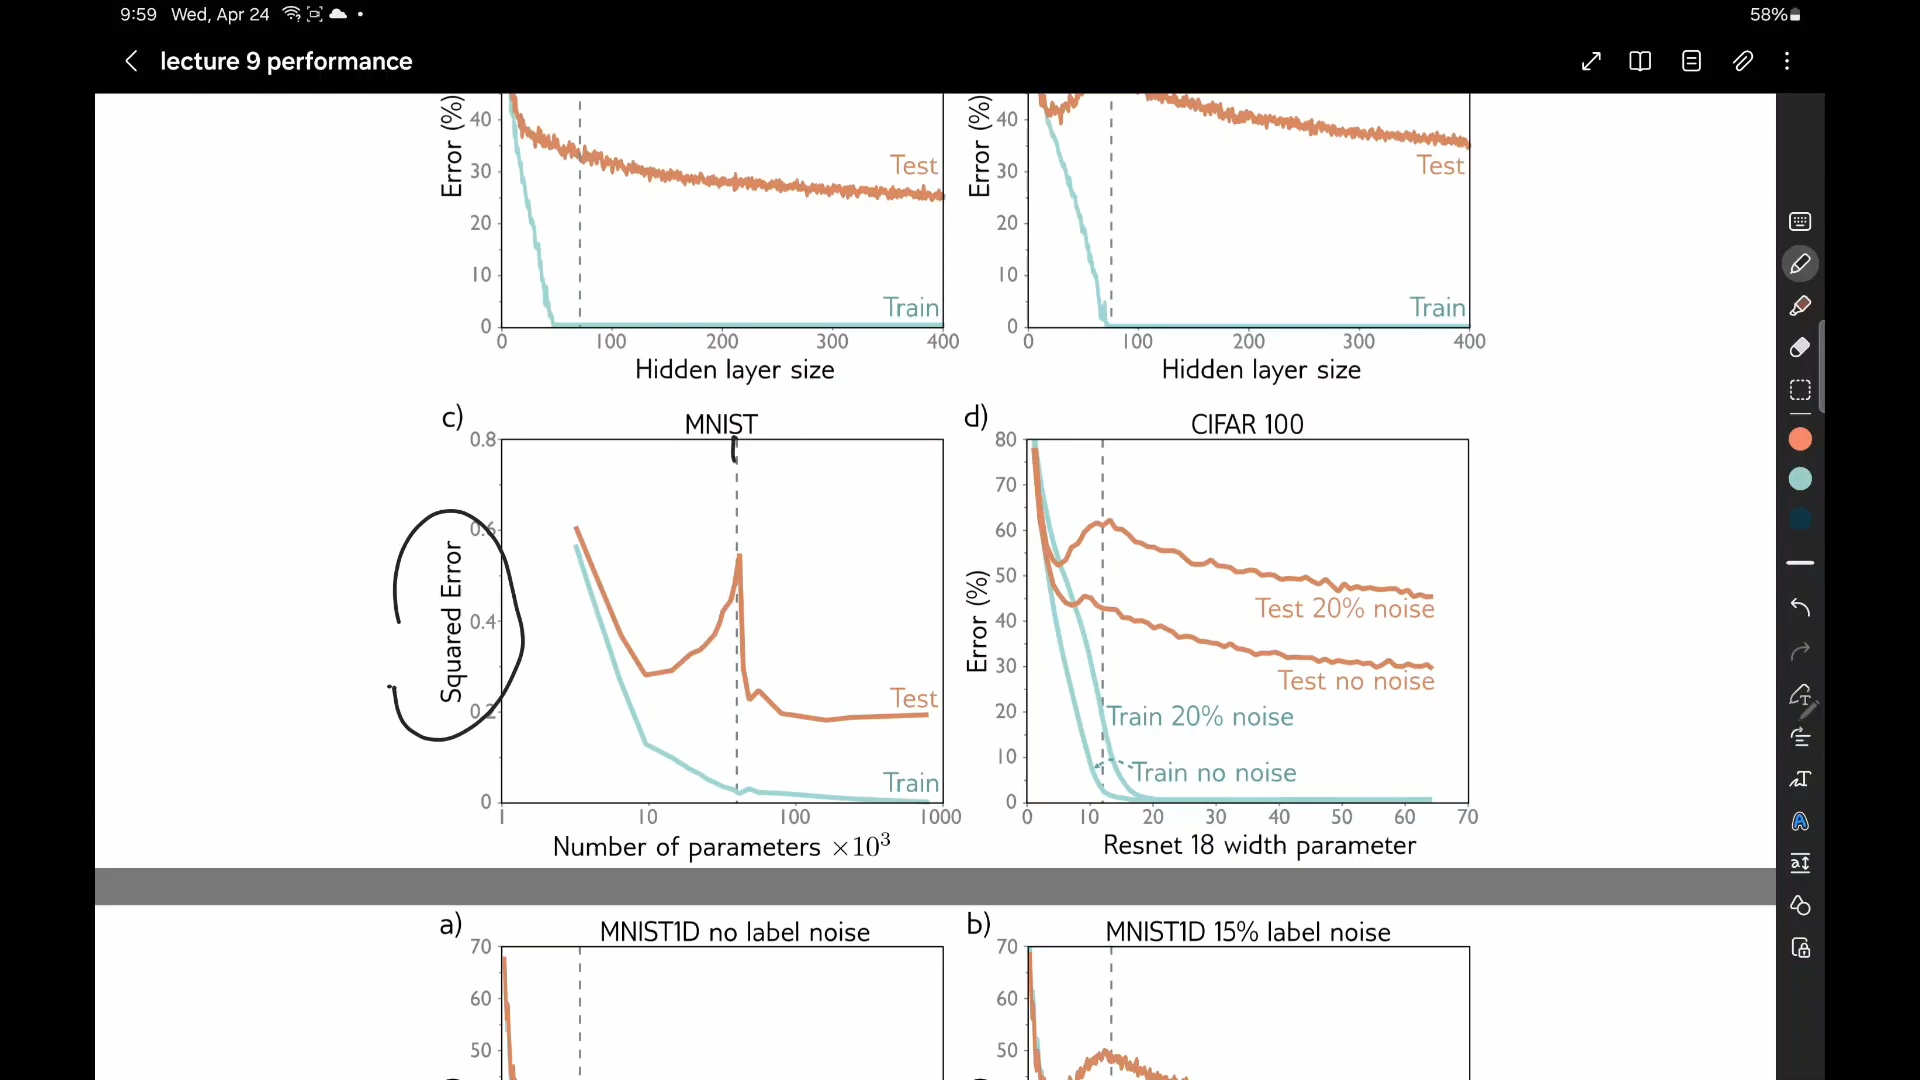 9:59 Wed, Apr 24
58%
lecture 9 performance
Error (%)
40
30
20
10
0
Test
Train
0 100 200 300 400
Hidden layer size
Error (%)
40
30
20
10
0
Test
Train
0 100 200 300 400
Hidden layer size
c) MNIST
Squared Error
0.8
0.6
0.4
0.2
0
Test
Train
1 10 100 1000
Number of parameters ×10³
d) CIFAR 100
Error (%)
80
70
60
50
40
30
20
10
0
Test 20% noise
Test no noise
Train 20% noise
Train no noise
0 10 20 30 40 50 60 70
Resnet 18 width parameter
a) MNIST1D no label noise
70
60
50
b) MNIST1D 15% label noise
70
60
50